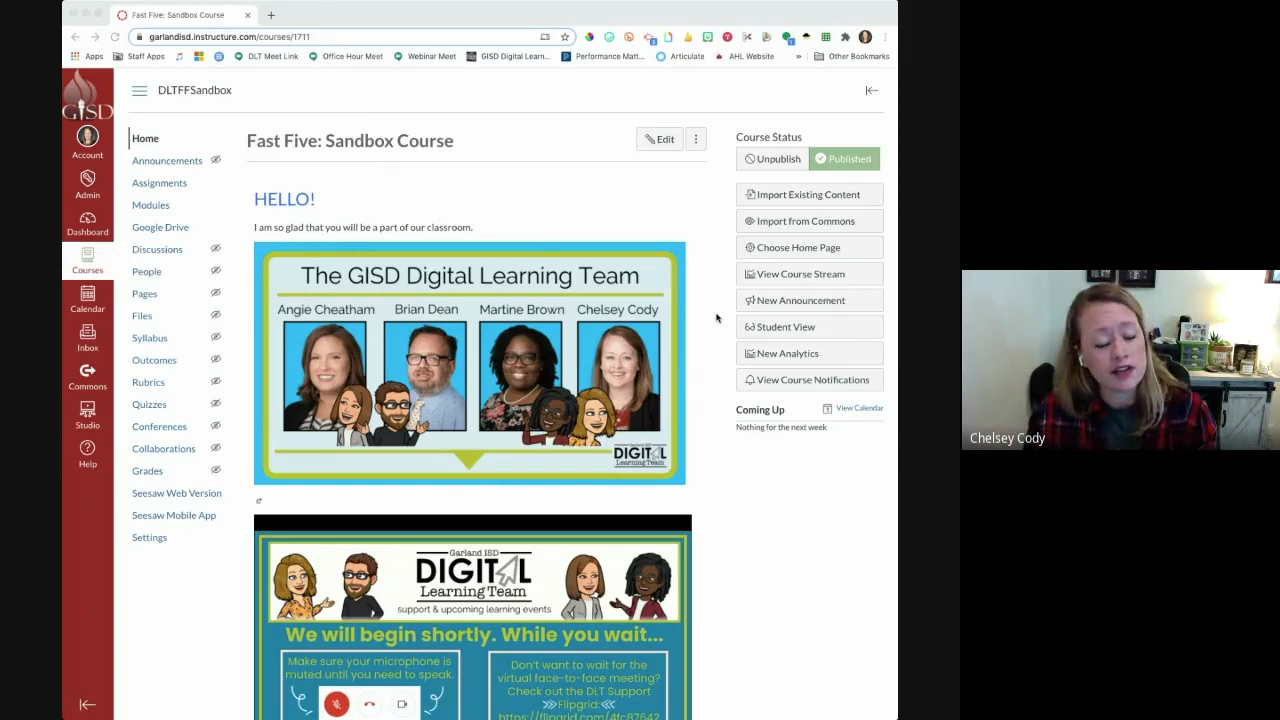 Fast Five: Sandbox Course
garlandisd.instructure.com/courses/1711
Apps
Staff Apps
DLT Meet Link
Office Hour Meet
Webinar Meet
GISD Digital Learn...
Performance Matt...
Articulate
AHL Website
»
Other Bookmarks
GISD
Account
Admin
Dashboard
Courses
Calendar
Inbox
Commons
Studio
Help
DLTFFSandbox
Home
Announcements
Assignments
Modules
Google Drive
Discussions
People
Pages
Files
Syllabus
Outcomes
Rubrics
Quizzes
Conferences
Collaborations
Grades
Seesaw Web Version
Seesaw Mobile App
Settings
Fast Five: Sandbox Course
Edit
HELLO!
I am so glad that you will be a part of our classroom.
The GISD Digital Learning Team
Angie Cheatham Brian Dean Martine Brown Chelsey Cody
Garland ISD
DIGITAL
Learning Team
Garland ISD
DIGITAL
Learning Team
support & upcoming learning events
We will begin shortly. While you wait...
Make sure your microphone is
muted until you need to speak.
Don't want to wait for the
virtual face-to-face meeting?
Check out the DLT Support
Flipgrid:
https://flipgrid.com/4fc87642
Course Status
Unpublish
Published
Import Existing Content
Import from Commons
Choose Home Page
View Course Stream
New Announcement
Student View
New Analytics
View Course Notifications
Coming Up
View Calendar
Nothing for the next week
Chelsey Cody